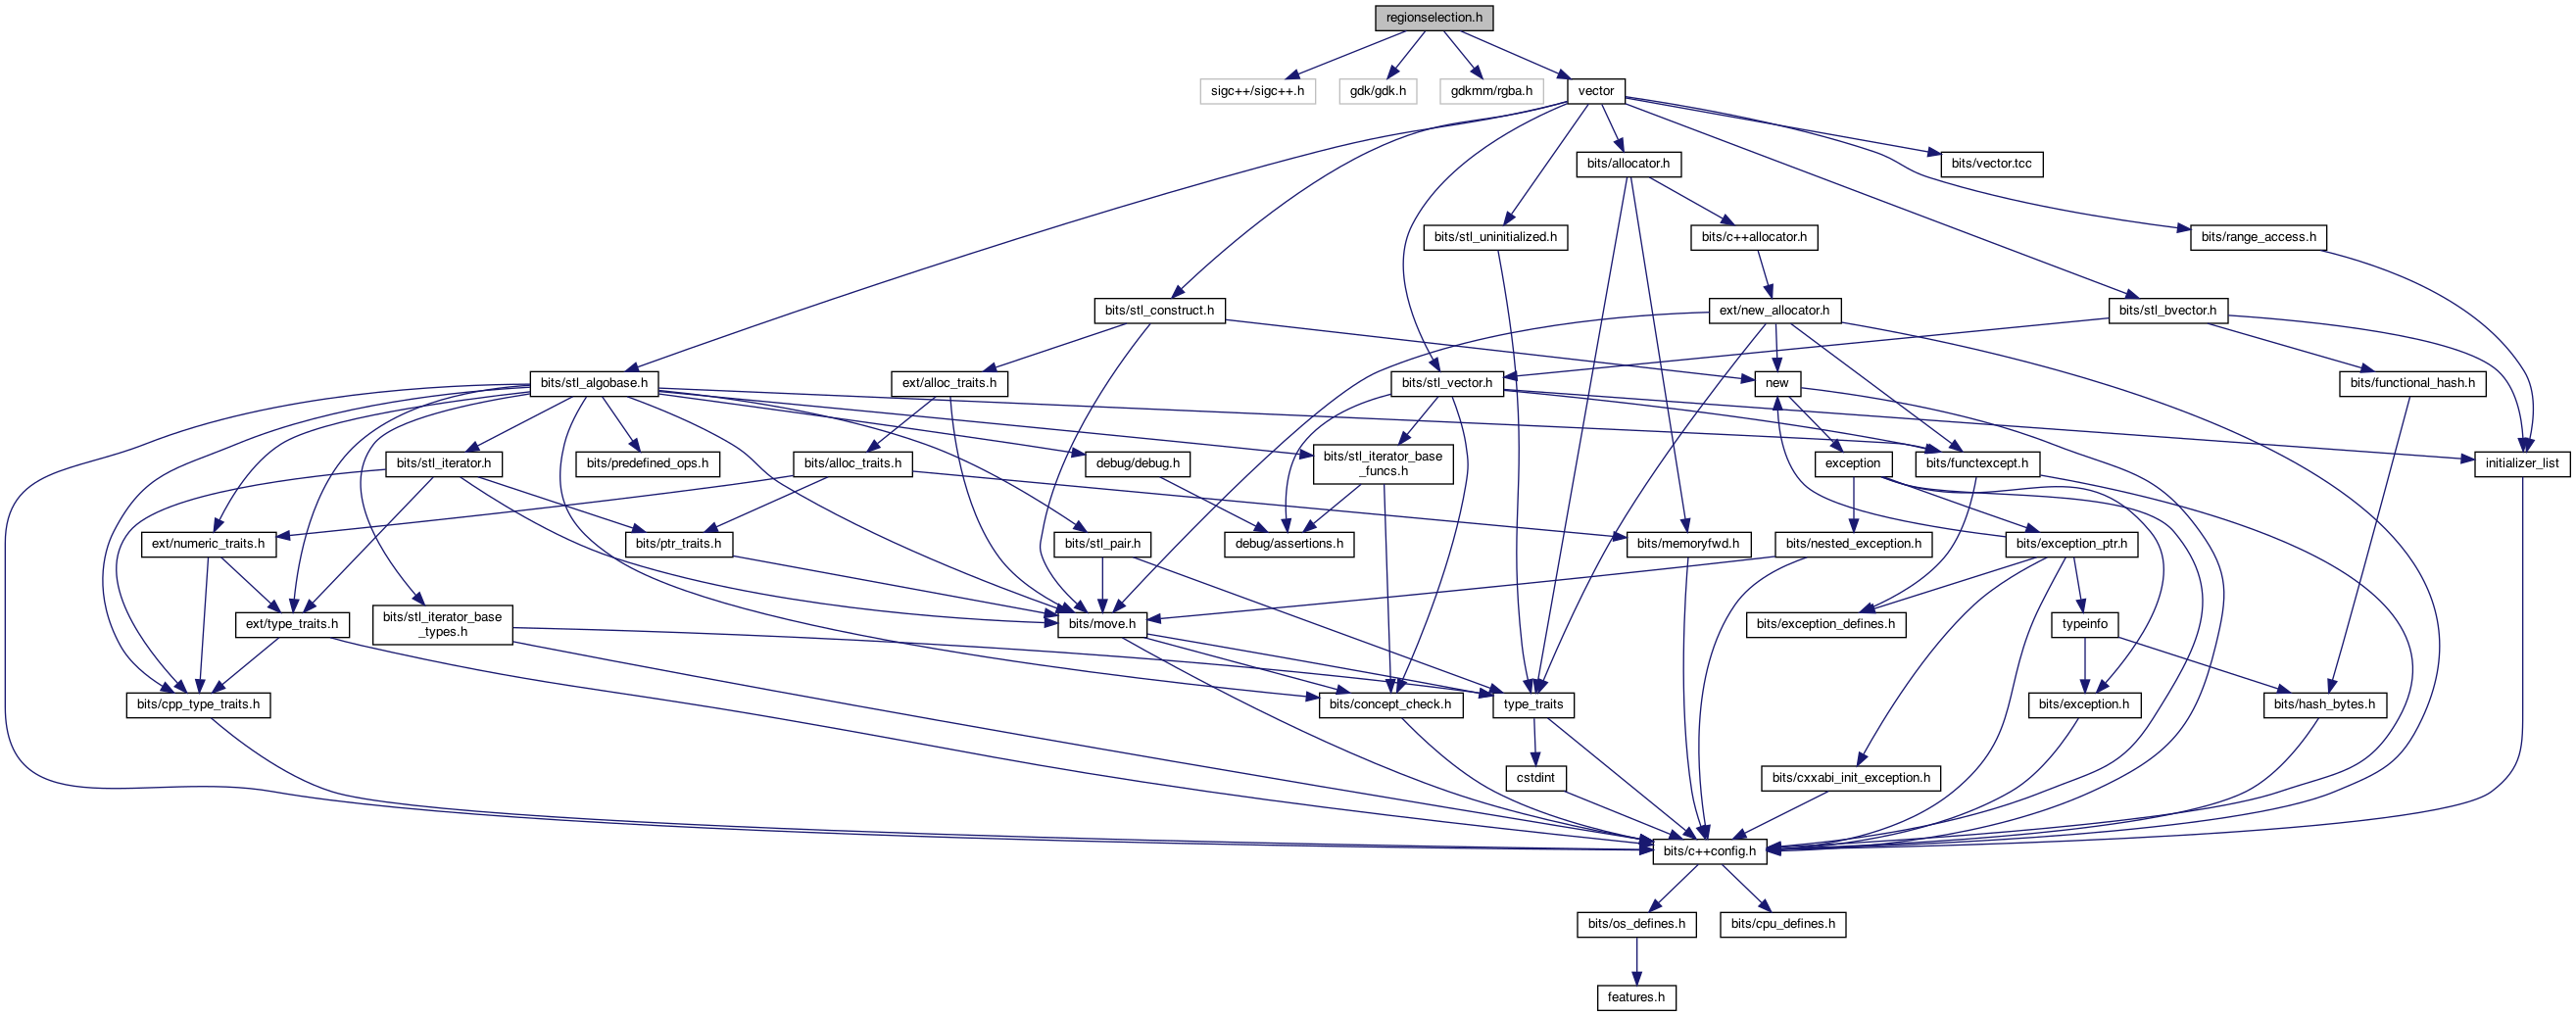 regionselection.h
sigc++/sigc++.h
gdk/gdk.h
gdkmm/rgba.h
vector
bits/allocator.h
bits/vector.tcc
bits/stl_uninitialized.h
bits/c++allocator.h
bits/range_access.h
bits/stl_construct.h
ext/new_allocator.h
bits/stl_bvector.h
bits/stl_algobase.h
ext/alloc_traits.h
bits/stl_vector.h
new
bits/functional_hash.h
bits/stl_iterator.h
bits/predefined_ops.h
bits/alloc_traits.h
debug/debug.h
bits/stl_iterator_base
_funcs.h
exception
bits/functexcept.h
initializer_list
ext/numeric_traits.h
bits/ptr_traits.h
bits/stl_pair.h
debug/assertions.h
bits/memoryfwd.h
bits/nested_exception.h
bits/exception_ptr.h
ext/type_traits.h
bits/stl_iterator_base
_types.h
bits/move.h
bits/exception_defines.h
typeinfo
bits/cpp_type_traits.h
bits/concept_check.h
type_traits
bits/exception.h
bits/hash_bytes.h
cstdint
bits/cxxabi_init_exception.h
bits/c++config.h
bits/os_defines.h
bits/cpu_defines.h
features.h